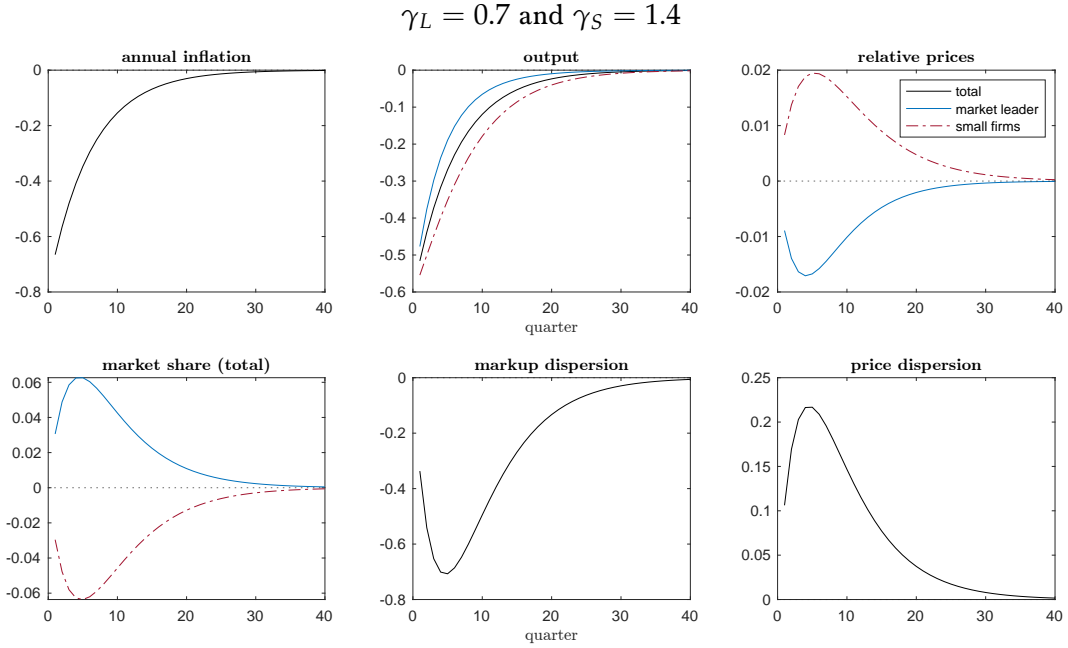 γ_L = 0.7 and γ_S = 1.4
annual inflation
0
-0.2
-0.4
-0.6
-0.8
0 10 20 30 40
output
0
-0.1
-0.2
-0.3
-0.4
-0.5
-0.6
0 10 20 30 40
quarter
relative prices
0.02
0.01
0
-0.01
-0.02
0 10 20 30 40
total
market leader
small firms
market share (total)
0.06
0.04
0.02
0
-0.02
-0.04
-0.06
0 10 20 30 40
markup dispersion
0
-0.2
-0.4
-0.6
-0.8
0 10 20 30 40
quarter
price dispersion
0.25
0.2
0.15
0.1
0.05
0
0 10 20 30 40